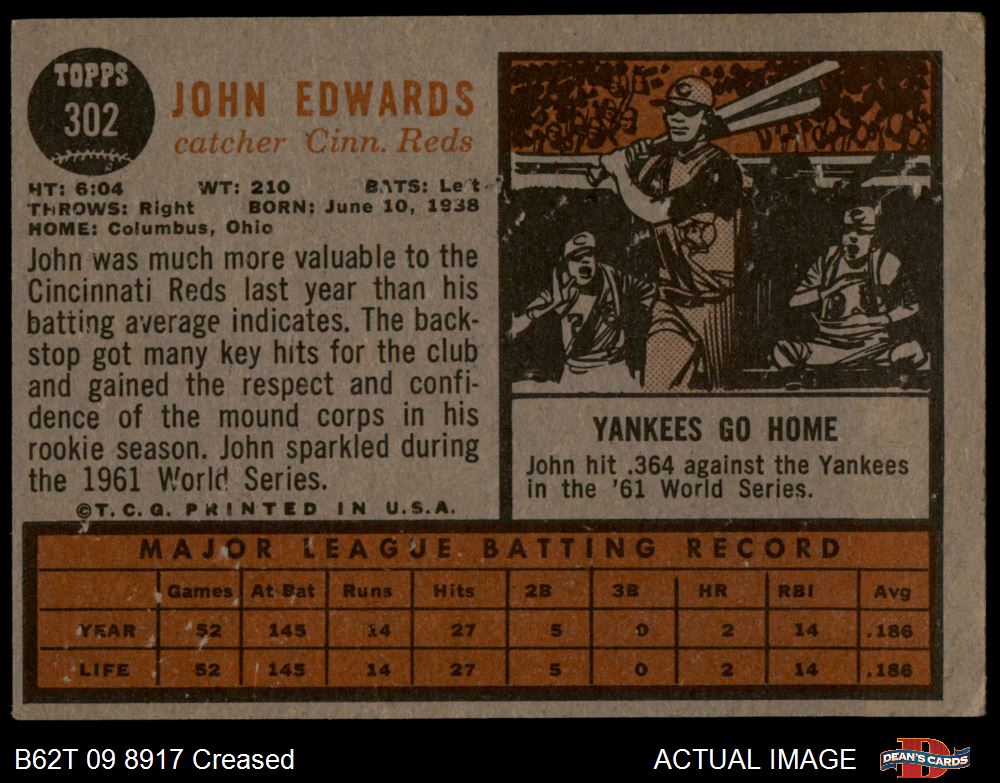 TOPPS
302
JOHN EDWARDS
catcher Cinn. Reds
HT: 6:04 WT: 210 BATS: Left
THROWS: Right BORN: June 10, 1938
HOME: Columbus, Ohio
John was much more valuable to the
Cincinnati Reds last year than his
batting average indicates. The back-
stop got many key hits for the club
and gained the respect and confi-
dence of the mound corps in his
rookie season. John sparkled during
the 1961 World Series.
©T.C.G. PRINTED IN U.S.A.
C
C
C
YANKEES GO HOME
John hit .364 against the Yankees
in the '61 World Series.
MAJOR LEAGUE BATTING RECORD
Games At Bat Runs Hits 2B 3B HR RBI Avg
YEAR 52 145 14 27 5 0 2 14 .186
LIFE 52 145 14 27 5 0 2 14 .186
B62T 09 8917 Creased ACTUAL IMAGE
D
DEAN'S CARDS